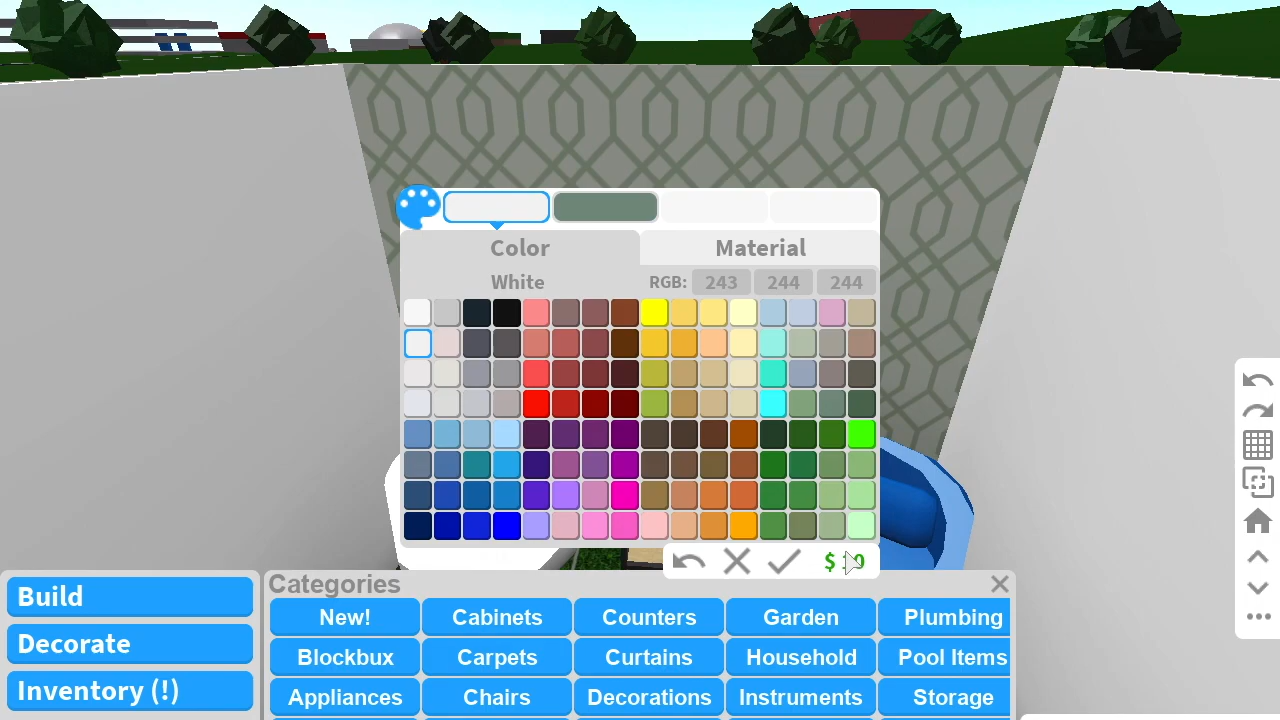 Color
Material
White
RGB: 243 244 244
$
Categories
Build
Decorate
Inventory (!)
New!
Cabinets
Counters
Garden
Plumbing
Blockbux
Carpets
Curtains
Household
Pool Items
Appliances
Chairs
Decorations
Instruments
Storage